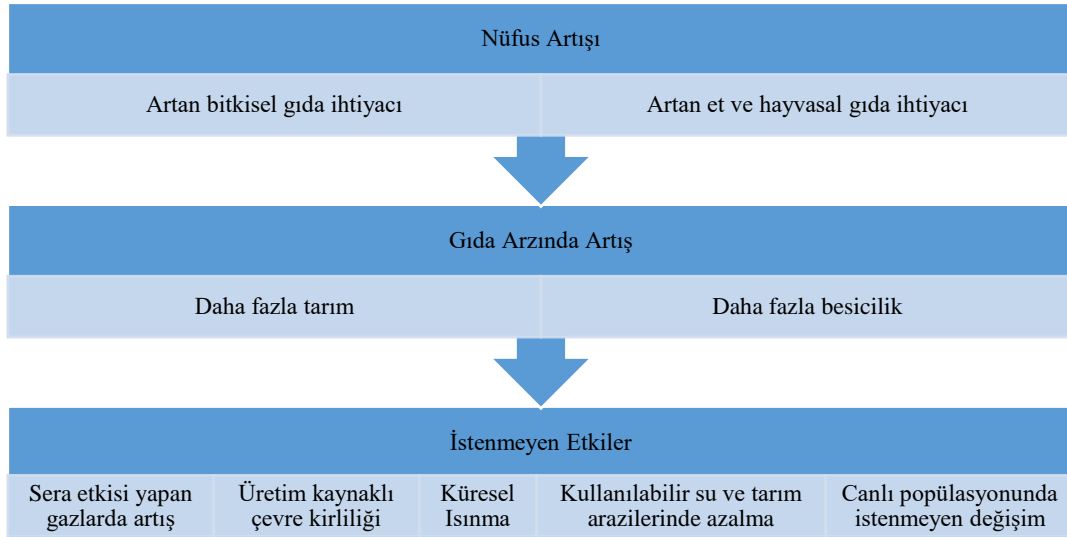 Nüfus Artışı
Artan bitkisel gıda ihtiyacı
Artan et ve hayvasal gıda ihtiyacı
Gıda Arzında Artış
Daha fazla tarım
Daha fazla besicilik
İstenmeyen Etkiler
Sera etkisi yapan
gazlarda artış
Üretim kaynaklı
çevre kirliliği
Küresel
Isınma
Kullanılabilir su ve tarım
arazilerinde azalma
Canlı popülasyonunda
istenmeyen değişim